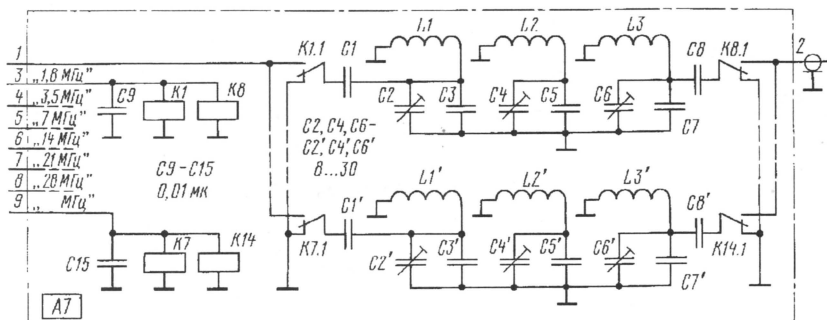 L1 L2 L3
1 K1.1 C1 C8 K8.1 2
3 „1,8 МГц”
4 „3,5 МГц” C9 K1 K8 C2 C3 C4 C5 C6 C7
5 „7 МГц”
6 „14 МГц”
7 „21 МГц”
8 „28 МГц”
9 „ МГц”
C9 – C15
0,01 мк
C2, C4, C6 –
C2', C4', C6'
8...30
L1' L2' L3'
K7.1 C1' C8' K14.1
C15 K7 K14 C2' C3' C4' C5' C6' C7'
A7